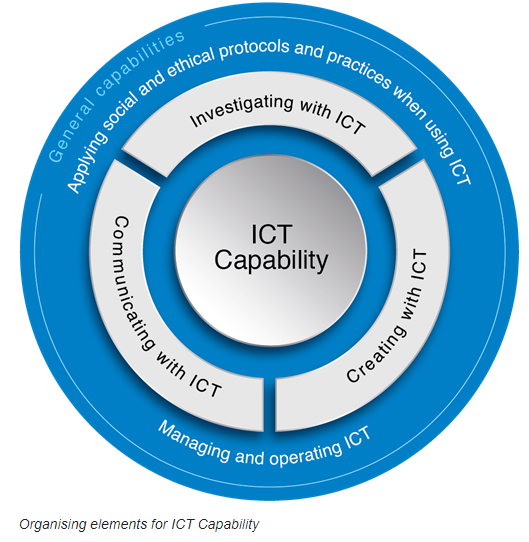 General capabilities
Applying social and ethical protocols and practices when using ICT
Investigating with ICT
ICT
Capability
Communicating with ICT
Creating with ICT
Managing and operating ICT
Organising elements for ICT Capability